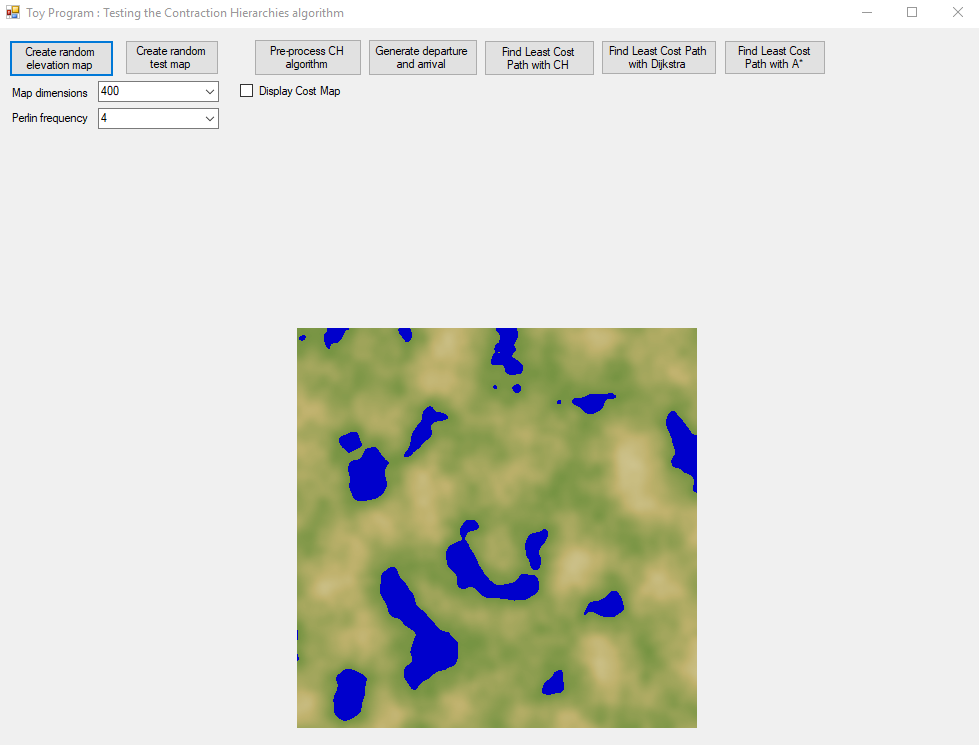 Toy Program : Testing the Contraction Hierarchies algorithm
Create random
elevation map
Create random
test map
Pre-process CH
algorithm
Generate departure
and arrival
Find Least Cost
Path with CH
Find Least Cost Path
with Dijkstra
Find Least Cost
Path with A*
Map dimensions
400
Display Cost Map
Perlin frequency
4